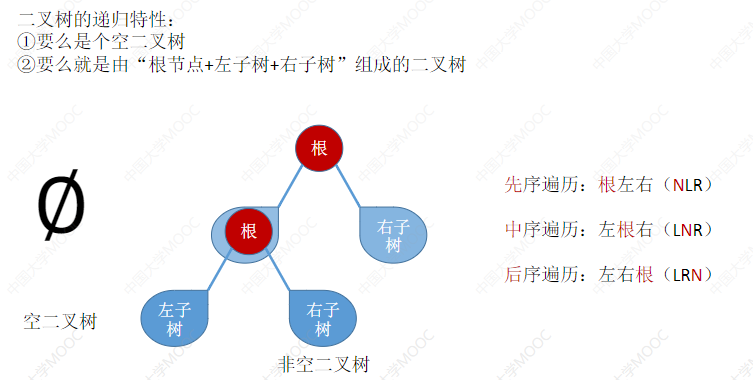 二叉树的递归特性：
①要么是个空二叉树
②要么就是由“根节点+左子树+右子树”组成的二叉树
根
先序遍历：根左右（NLR）
∅
根
右子
树
中序遍历：左根右（LNR）
后序遍历：左右根（LRN）
左子
树
右子
树
空二叉树
非空二叉树
中国大学MOOC